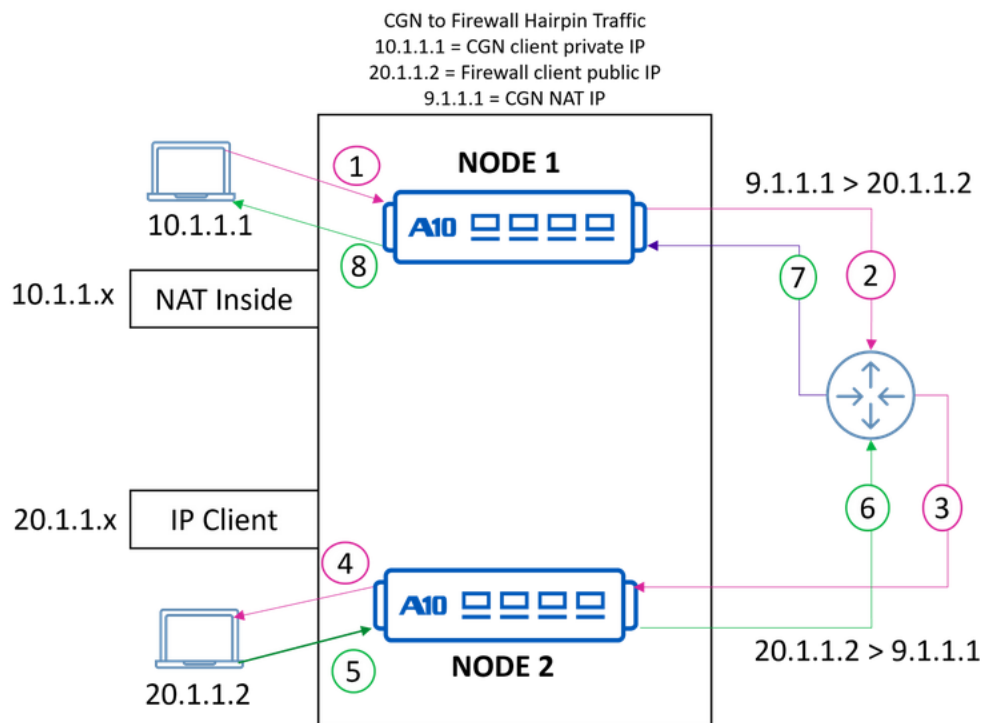 CGN to Firewall Hairpin Traffic
10.1.1.1 = CGN client private IP
20.1.1.2 = Firewall client public IP
9.1.1.1 = CGN NAT IP
NODE 1
1
A10
9.1.1.1 > 20.1.1.2
10.1.1.1
8
7
2
10.1.1.x
NAT Inside
20.1.1.x
IP Client
6
3
4
A10
5
NODE 2
20.1.1.2 > 9.1.1.1
20.1.1.2